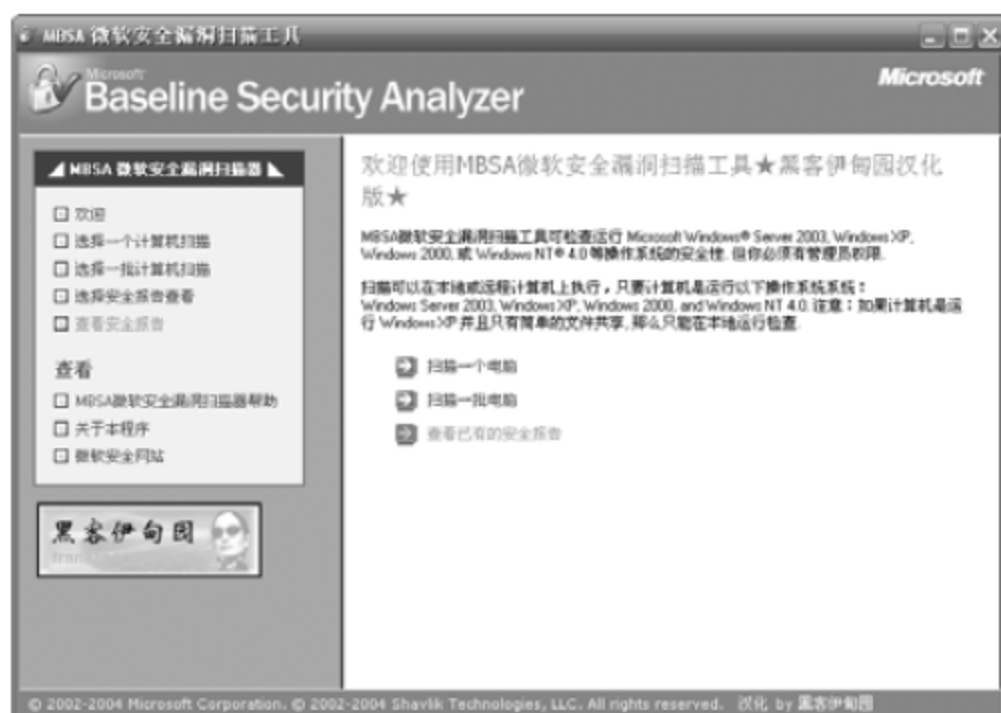 MBSA 微软安全漏洞扫描工具
Microsoft
Baseline Security Analyzer
Microsoft
MBSA 微软安全漏洞扫描器
欢迎
选择一个计算机扫描
选择一批计算机扫描
选择安全报告查看
查看安全报告
查看
MBSA微软安全漏洞扫描器帮助
关于本程序
微软安全网站
黑客伊甸园
欢迎使用MBSA微软安全漏洞扫描工具★黑客伊甸园汉化
版★
MBSA微软安全漏洞扫描工具可检查运行 Microsoft Windows® Server 2003, Windows XP,
Windows 2000, 或 Windows NT® 4.0 等操作系统的安全性. 但你必须有管理员权限.
扫描可以在本地或远程计算机上执行，只要计算机是运行以下操作系统系统：
Windows Server 2003, Windows XP, Windows 2000, and Windows NT 4.0. 注意：如果计算机是运
行 Windows XP 并且只有简单的文件共享, 那么只能在本地运行检查.
扫描一个电脑
扫描一批电脑
查看已有的安全报告
© 2002-2004 Microsoft Corporation. © 2002-2004 Shavlik Technologies, LLC. All rights reserved. 汉化 by 黑客伊甸园